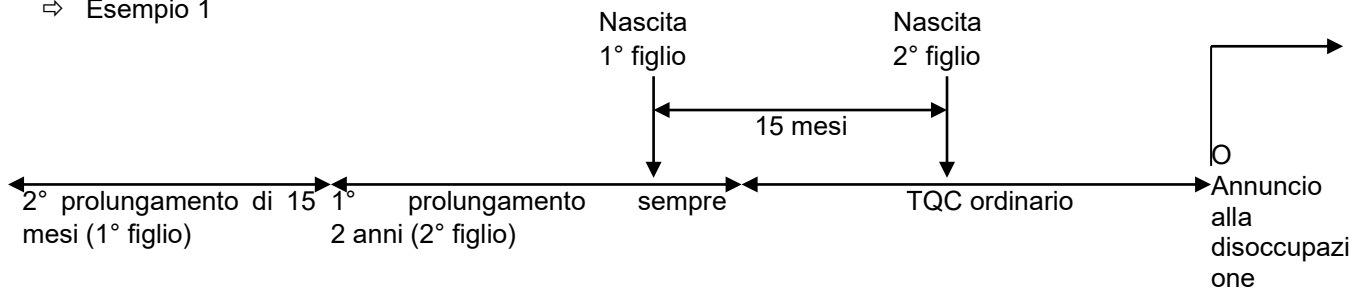 ⇨ Esempio 1
Nascita
1° figlio
Nascita
2° figlio
15 mesi
2° prolungamento di 15
mesi (1° figlio)
1° prolungamento sempre
2 anni (2° figlio)
TQC ordinario
O
Annuncio
alla
disoccupazi
one